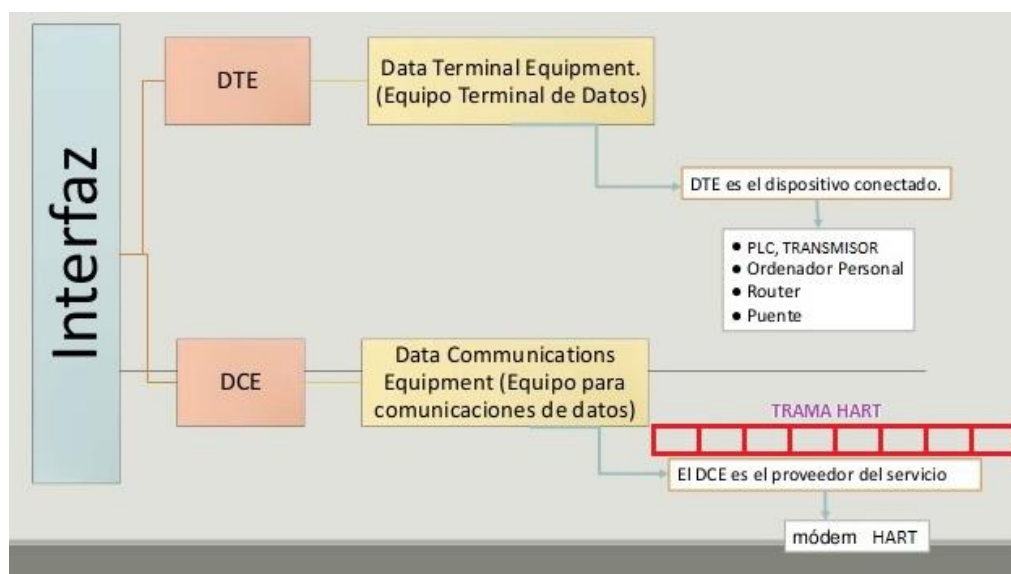 Interfaz
DTE
Data Terminal Equipment.
(Equipo Terminal de Datos)
DTE es el dispositivo conectado.
● PLC, TRANSMISOR
● Ordenador Personal
● Router
● Puente
DCE
Data Communications
Equipment (Equipo para
comunicaciones de datos)
TRAMA HART
El DCE es el proveedor del servicio
módem HART